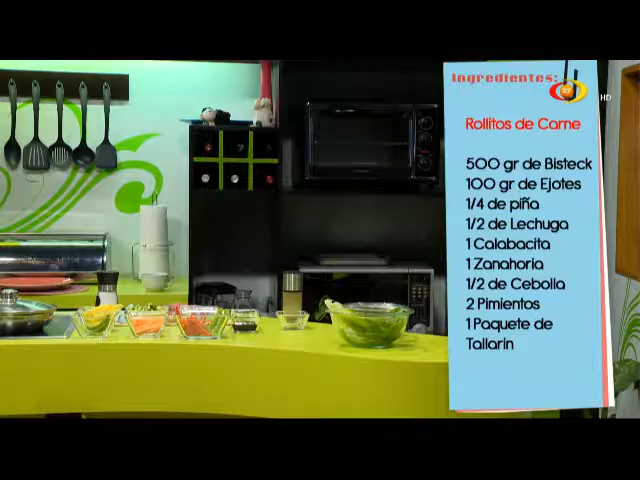 Ingredientes:
27
HD
Rollitos de Carne
500 gr de Bisteck
100 gr de Ejotes
1/4 de piña
1/2 de Lechuga
1 Calabacita
1 Zanahoria
1/2 de Cebolla
2 Pimientos
1 Paquete de
Tallarín